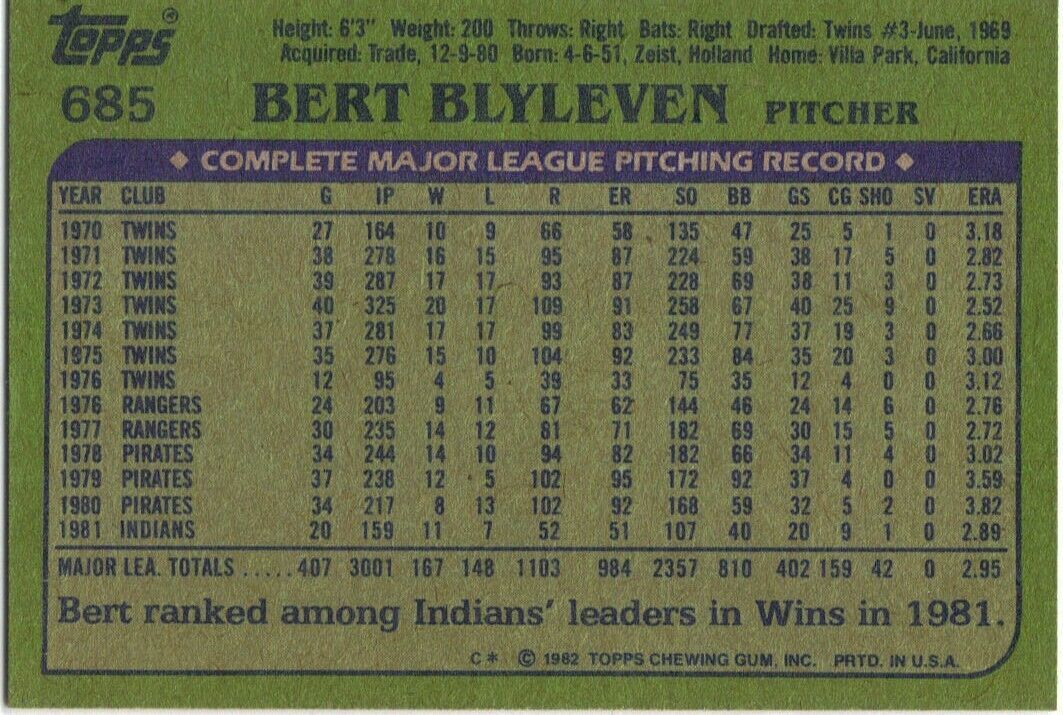 Topps® Height: 6'3" Weight: 200 Throws: Right Bats: Right Drafted: Twins #3-June, 1969
Acquired: Trade, 12-9-80 Born: 4-6-51, Zeist, Holland Home: Villa Park, California
685 BERT BLYLEVEN PITCHER
◆ COMPLETE MAJOR LEAGUE PITCHING RECORD ◆
YEAR CLUB G IP W L R ER SO BB GS CG SHO SV ERA
1970 TWINS 27 164 10 9 66 58 135 47 25 5 1 0 3.18
1971 TWINS 38 278 16 15 95 87 224 59 38 17 5 0 2.82
1972 TWINS 39 287 17 17 93 87 228 69 38 11 3 0 2.73
1973 TWINS 40 325 20 17 109 91 258 67 40 25 9 0 2.52
1974 TWINS 37 281 17 17 99 83 249 77 37 19 3 0 2.66
1975 TWINS 35 276 15 10 104 92 233 84 35 20 3 0 3.00
1976 TWINS 12 95 4 5 39 33 75 35 12 4 0 0 3.12
1976 RANGERS 24 203 9 11 67 62 144 46 24 14 6 0 2.76
1977 RANGERS 30 235 14 12 81 71 182 69 30 15 5 0 2.72
1978 PIRATES 34 244 14 10 94 82 182 66 34 11 4 0 3.02
1979 PIRATES 37 238 12 5 102 95 172 92 37 4 0 0 3.59
1980 PIRATES 34 217 8 13 102 92 168 59 32 5 2 0 3.82
1981 INDIANS 20 159 11 7 52 51 107 40 20 9 1 0 2.89
MAJOR LEA. TOTALS ..... 407 3001 167 148 1103 984 2357 810 402 159 42 0 2.95
Bert ranked among Indians' leaders in Wins in 1981.
C* © 1982 TOPPS CHEWING GUM, INC. PRTD. IN U.S.A.